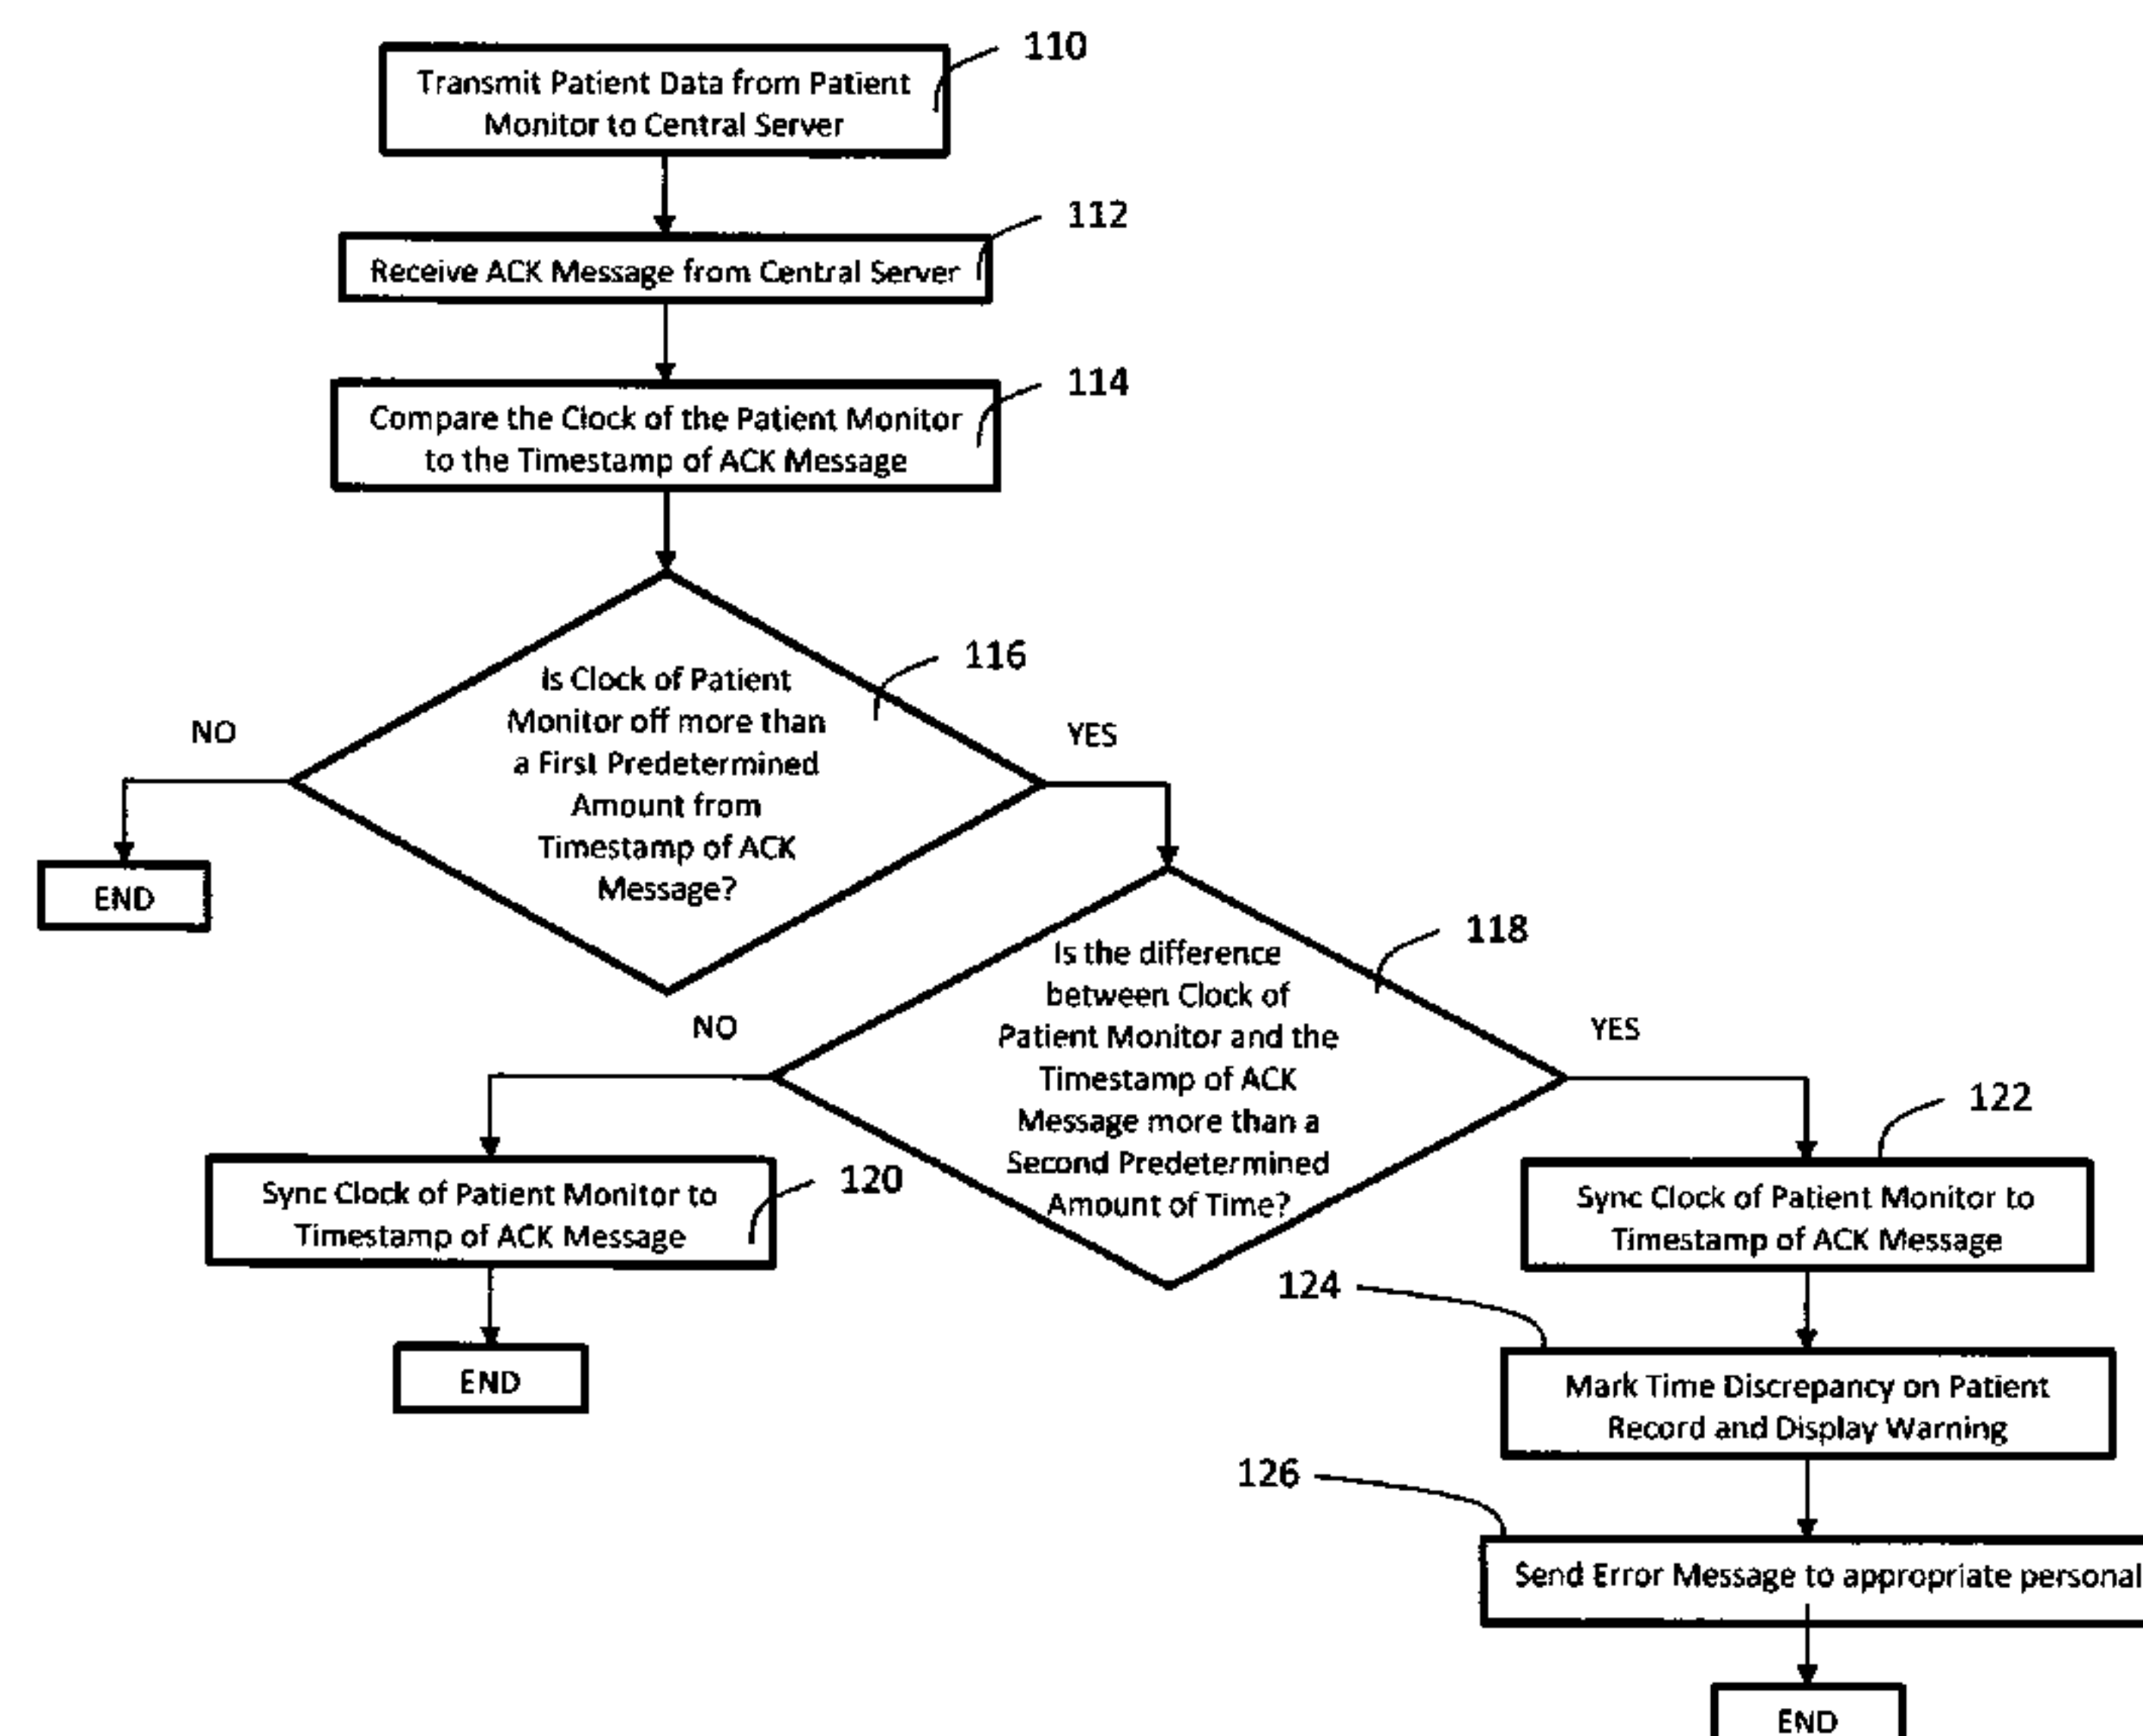 110
Transmit Patient Data from Patient
Monitor to Central Server
112
Receive ACK Message from Central Server
114
Compare the Clock of the Patient Monitor
to the Timestamp of ACK Message
116
Is Clock of Patient
Monitor off more than
a First Predetermined
Amount from
Timestamp of ACK
Message?
NO
YES
END
118
Is the difference
between Clock of
Patient Monitor and the
Timestamp of ACK
Message more than a
Second Predetermined
Amount of Time?
NO
YES
120
Sync Clock of Patient Monitor to
Timestamp of ACK Message
END
122
Sync Clock of Patient Monitor to
Timestamp of ACK Message
124
Mark Time Discrepancy on Patient
Record and Display Warning
126
Send Error Message to appropriate personal
END